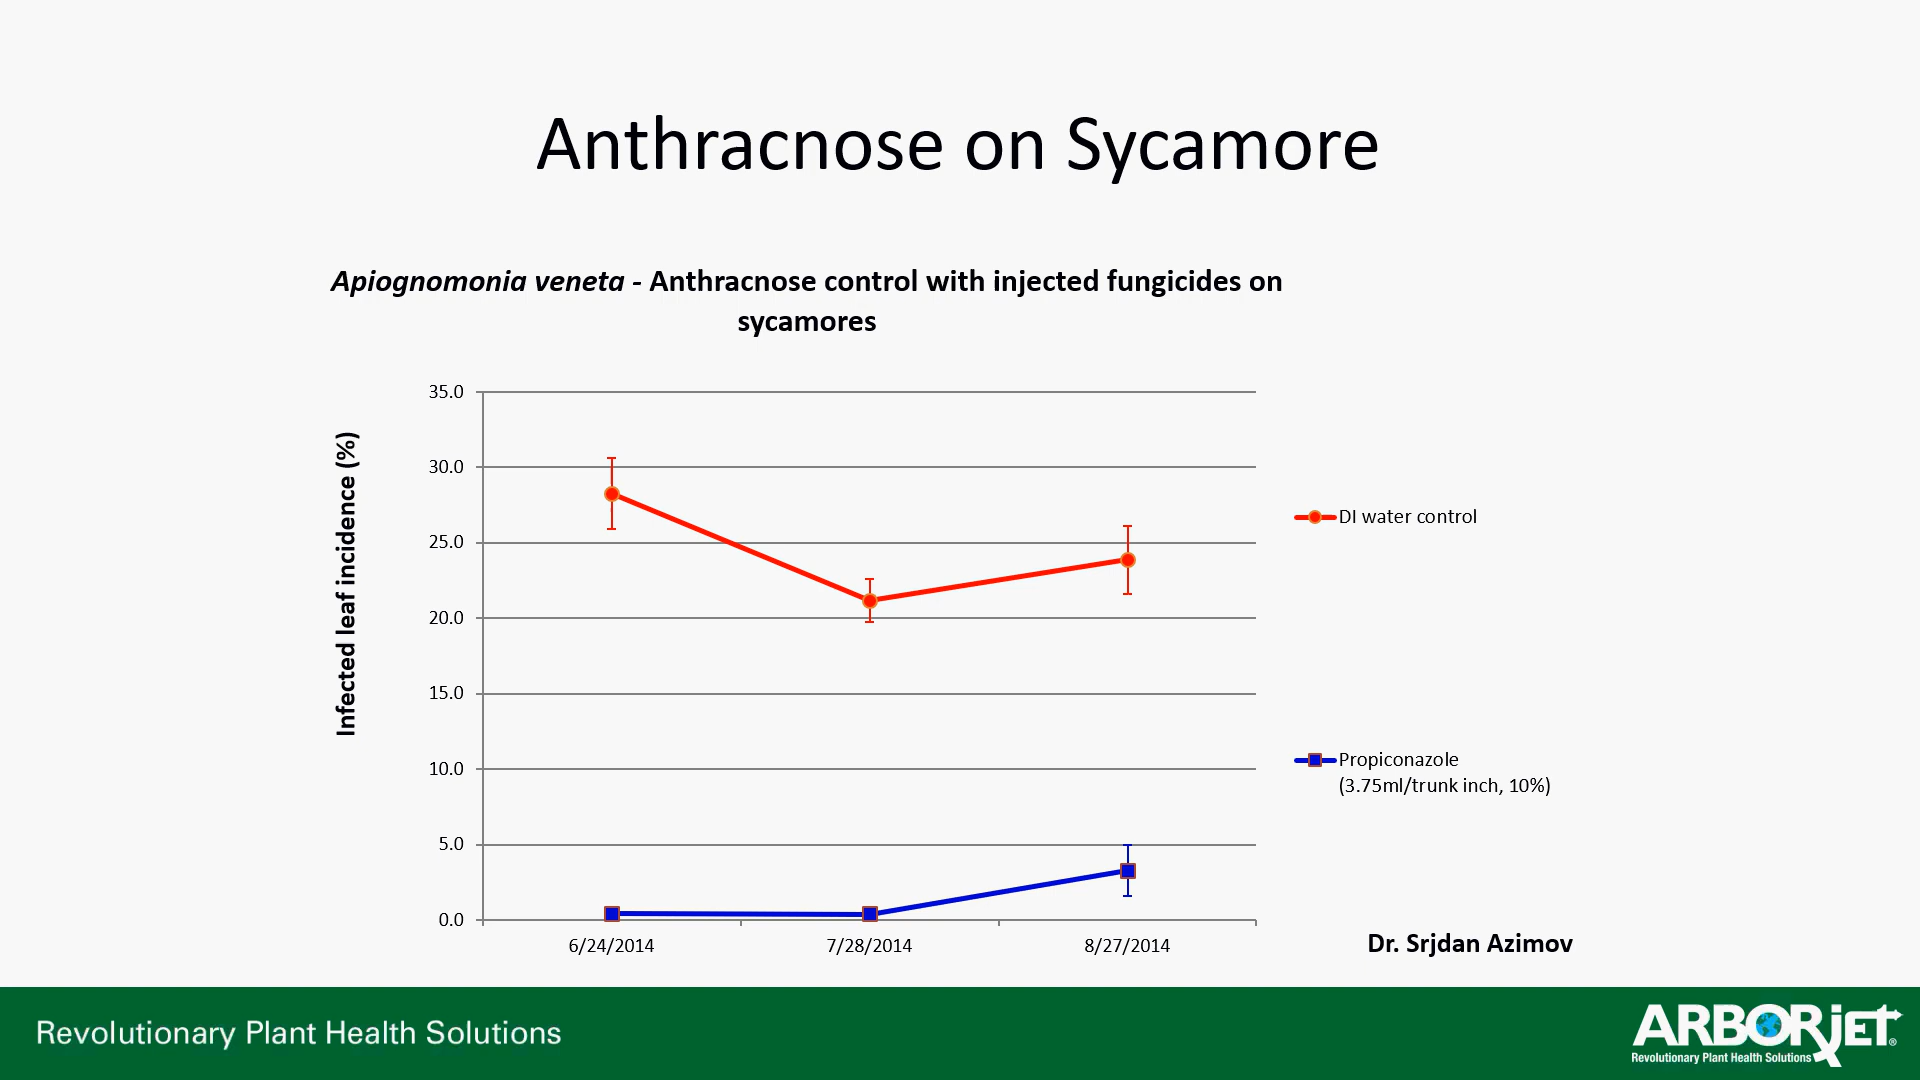 Anthracnose on Sycamore
Apiognomonia veneta - Anthracnose control with injected fungicides on
sycamores
Infected leaf incidence (%)
35.0
30.0
25.0
20.0
15.0
10.0
5.0
0.0
6/24/2014
7/28/2014
8/27/2014
DI water control
Propiconazole
(3.75ml/trunk inch, 10%)
Dr. Srjdan Azimov
Revolutionary Plant Health Solutions
ARBORjET®
Revolutionary Plant Health Solutions